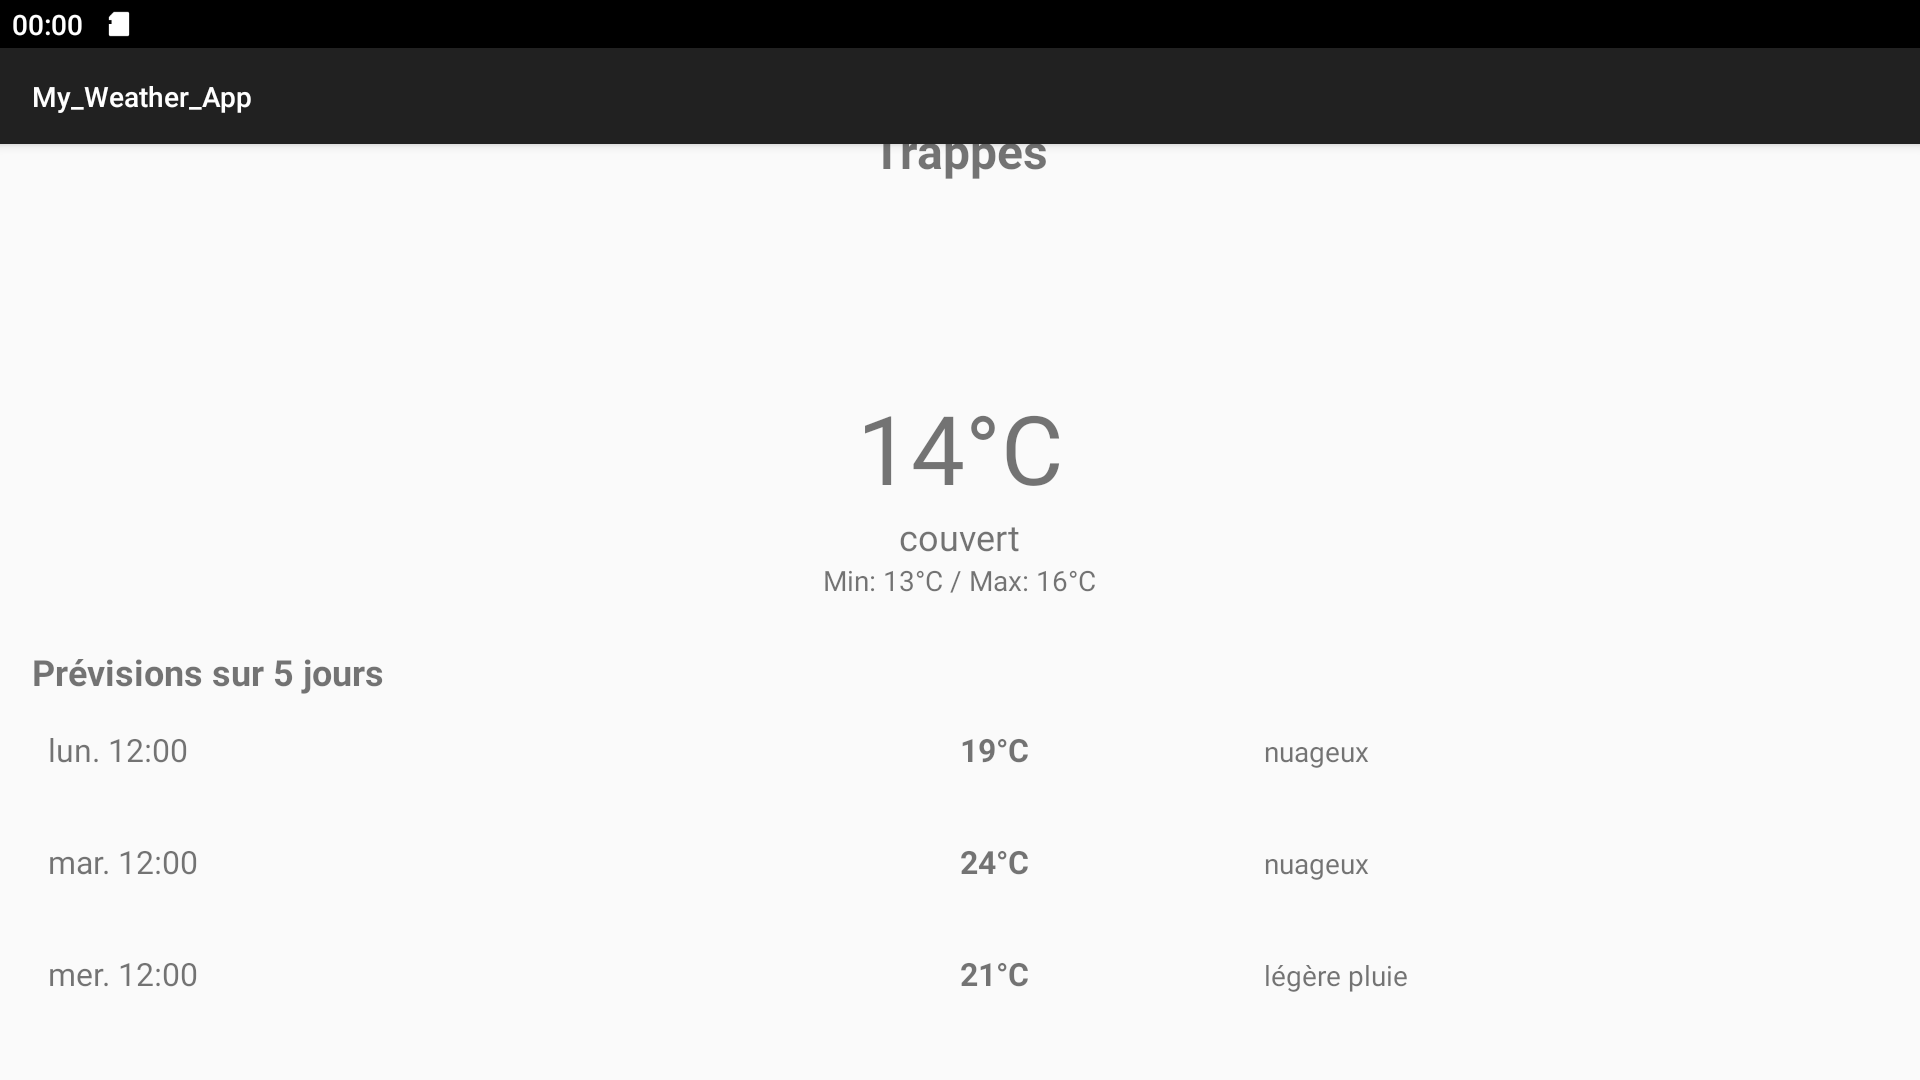 00:00
My_Weather_App
Trappes
14°C
couvert
Min: 13°C / Max: 16°C
Prévisions sur 5 jours
lun. 12:00 19°C nuageux
mar. 12:00 24°C nuageux
mer. 12:00 21°C légère pluie